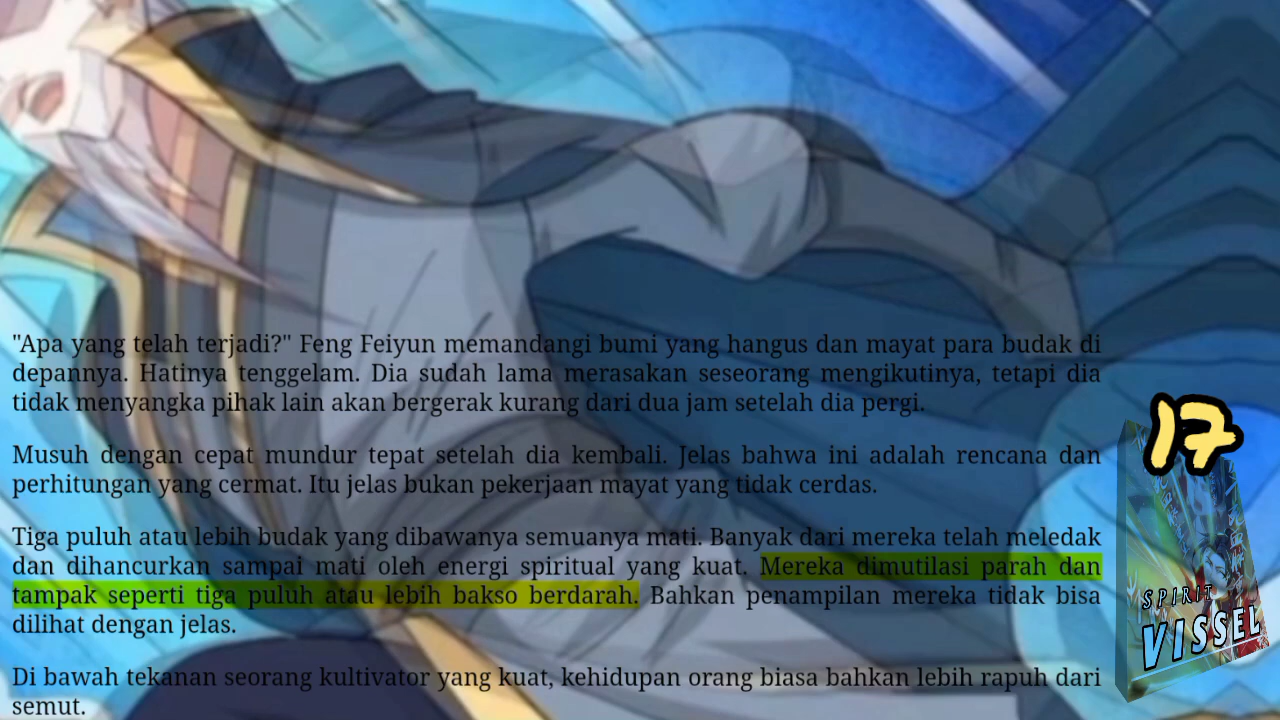 "Apa yang telah terjadi?" Feng Feiyun memandangi bumi yang hangus dan mayat para budak di
depannya. Hatinya tenggelam. Dia sudah lama merasakan seseorang mengikutinya, tetapi dia
tidak menyangka pihak lain akan bergerak kurang dari dua jam setelah dia pergi.
Musuh dengan cepat mundur tepat setelah dia kembali. Jelas bahwa ini adalah rencana dan
perhitungan yang cermat. Itu jelas bukan pekerjaan mayat yang tidak cerdas.
Tiga puluh atau lebih budak yang dibawanya semuanya mati. Banyak dari mereka telah meledak
dan dihancurkan sampai mati oleh energi spiritual yang kuat. Mereka dimutilasi parah dan
tampak seperti tiga puluh atau lebih bakso berdarah. Bahkan penampilan mereka tidak bisa
dilihat dengan jelas.
Di bawah tekanan seorang kultivator yang kuat, kehidupan orang biasa bahkan lebih rapuh dari
semut.
17
SPIRIT
VISSEL